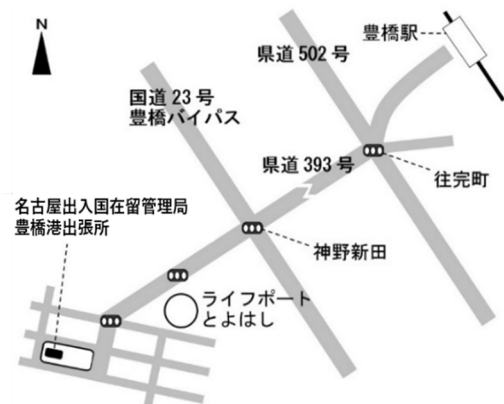 N
豊橋駅
県道 502 号
国道 23 号
豊橋バイパス
県道 393 号
往完町
名古屋出入国在留管理局
豊橋港出張所
神野新田
ライフポート
とよはし